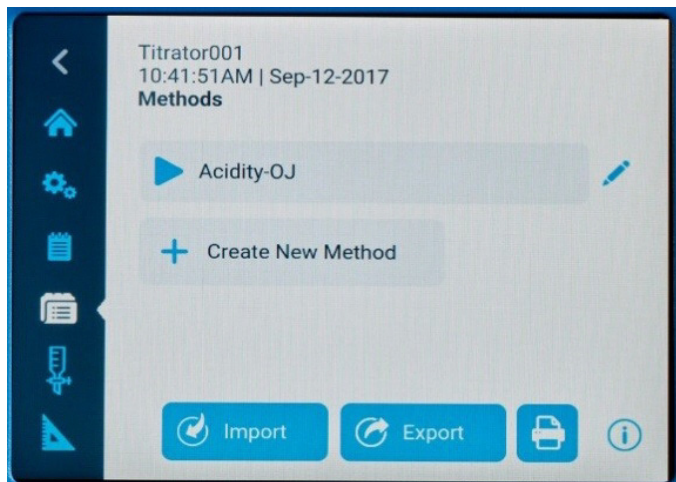 Titrator001
10:41:51AM | Sep-12-2017
Methods
Acidity-OJ
Create New Method
Import
Export